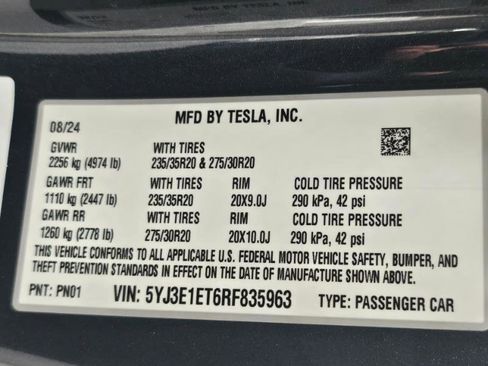 MFD BY TESLA, INC.
08/24
GVWR WITH TIRES
2256 kg (4974 lb) 235/35R20 & 275/30R20
GAWR FRT WITH TIRES RIM COLD TIRE PRESSURE
1110 kg (2447 lb) 235/35R20 20X9.0J 290 kPa, 42 psi
GAWR RR WITH TIRES RIM COLD TIRE PRESSURE
1260 kg (2778 lb) 275/30R20 20X10.0J 290 kPa, 42 psi
THIS VEHICLE CONFORMS TO ALL APPLICABLE U.S. FEDERAL MOTOR VEHICLE SAFETY, BUMPER, AND
THEFT PREVENTION STANDARDS IN EFFECT ON THE DATE OF MANUFACTURE SHOWN ABOVE.
PNT: PN01 VIN: 5YJ3E1ET6RF835963 TYPE: PASSENGER CAR